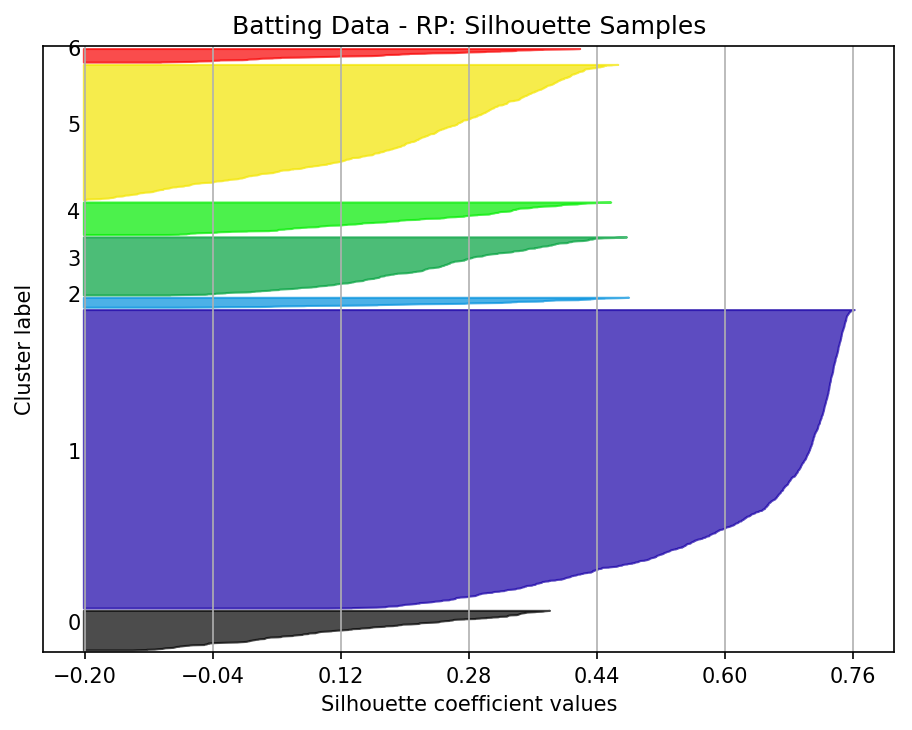 Batting Data - RP: Silhouette Samples
6
5
4
3
2
1
0
Cluster label
−0.20 −0.04 0.12 0.28 0.44 0.60 0.76
Silhouette coefficient values